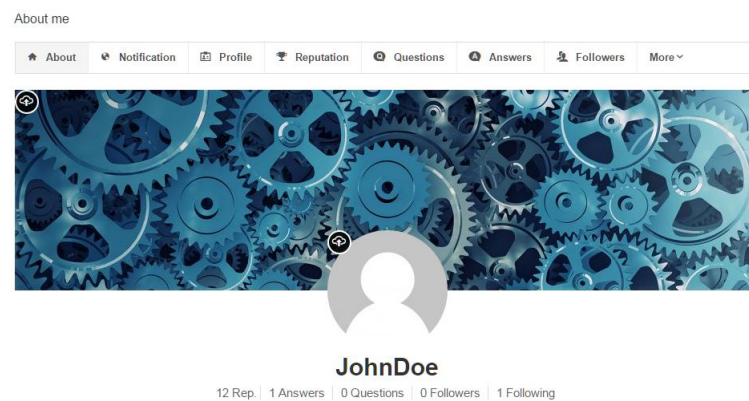 About me
About Notification Profile Reputation Questions Answers Followers More
JohnDoe
12 Rep. 1 Answers 0 Questions 0 Followers 1 Following